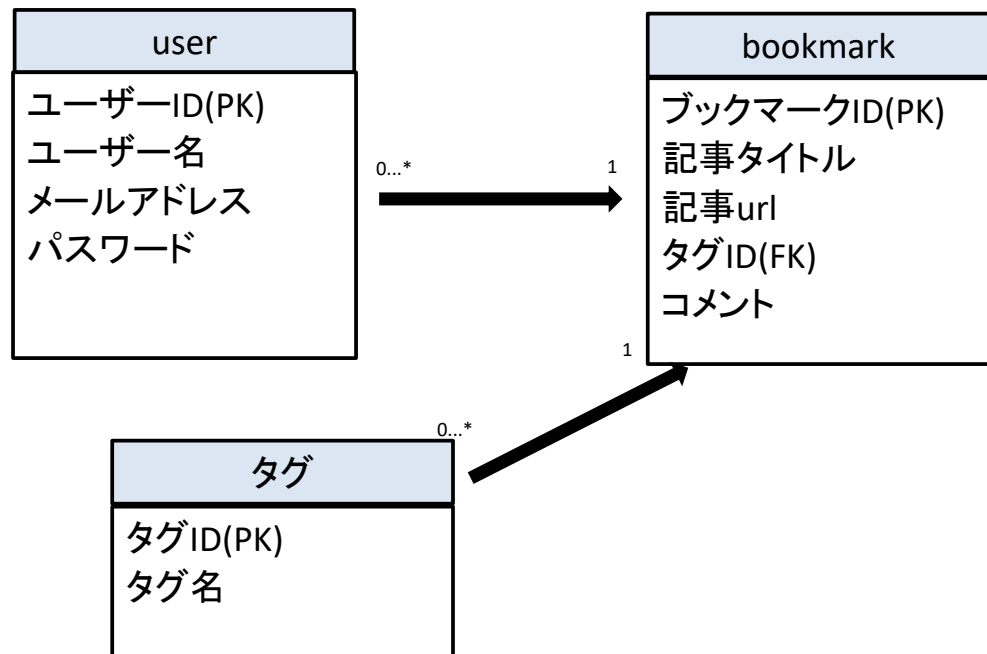 user
ユーザーID(PK)
ユーザー名
メールアドレス
パスワード
0...*
1
bookmark
ブックマークID(PK)
記事タイトル
記事url
タグID(FK)
コメント
1
0...*
タグ
タグID(PK)
タグ名